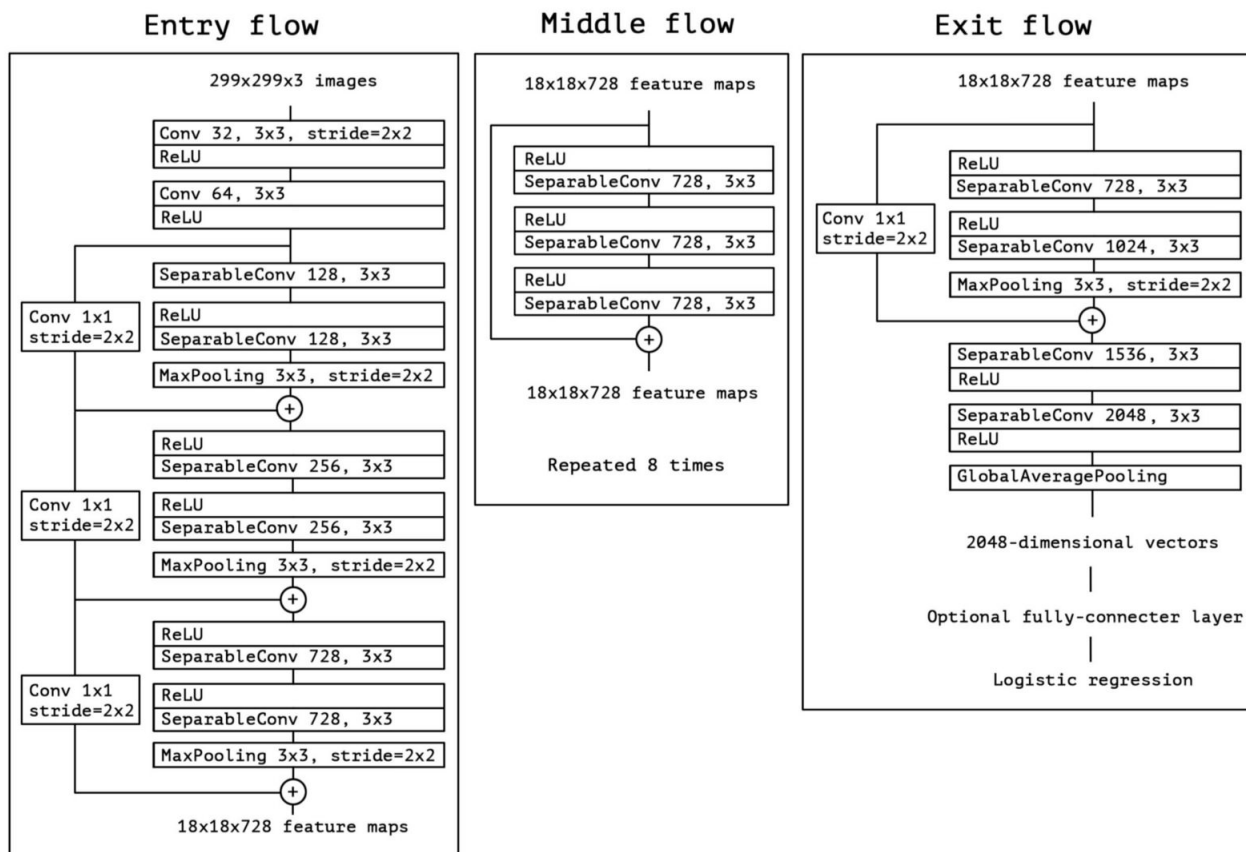 Entry flow
299x299x3 images
Conv 32, 3x3, stride=2x2
ReLU
Conv 64, 3x3
ReLU
SeparableConv 128, 3x3
Conv 1x1
stride=2x2
ReLU
SeparableConv 128, 3x3
MaxPooling 3x3, stride=2x2
+
ReLU
SeparableConv 256, 3x3
Conv 1x1
stride=2x2
ReLU
SeparableConv 256, 3x3
MaxPooling 3x3, stride=2x2
+
ReLU
SeparableConv 728, 3x3
Conv 1x1
stride=2x2
ReLU
SeparableConv 728, 3x3
MaxPooling 3x3, stride=2x2
+
18x18x728 feature maps
Middle flow
18x18x728 feature maps
ReLU
SeparableConv 728, 3x3
ReLU
SeparableConv 728, 3x3
ReLU
SeparableConv 728, 3x3
+
18x18x728 feature maps
Repeated 8 times
Exit flow
18x18x728 feature maps
ReLU
SeparableConv 728, 3x3
Conv 1x1
stride=2x2
ReLU
SeparableConv 1024, 3x3
MaxPooling 3x3, stride=2x2
+
SeparableConv 1536, 3x3
ReLU
SeparableConv 2048, 3x3
ReLU
GlobalAveragePooling
2048-dimensional vectors
Optional fully-connecter layer
Logistic regression